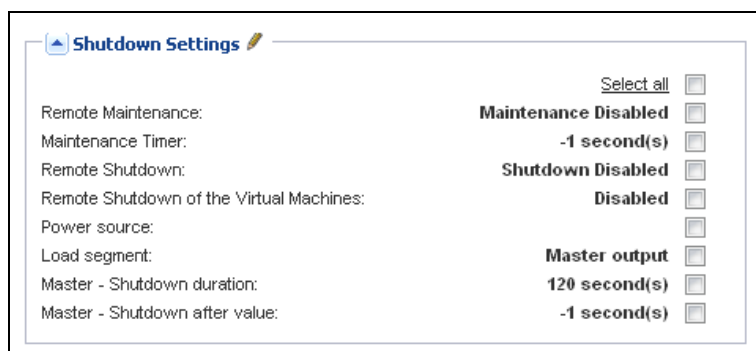 Shutdown Settings
Select all
Remote Maintenance: Maintenance Disabled
Maintenance Timer: -1 second(s)
Remote Shutdown: Shutdown Disabled
Remote Shutdown of the Virtual Machines: Disabled
Power source:
Load segment: Master output
Master - Shutdown duration: 120 second(s)
Master - Shutdown after value: -1 second(s)